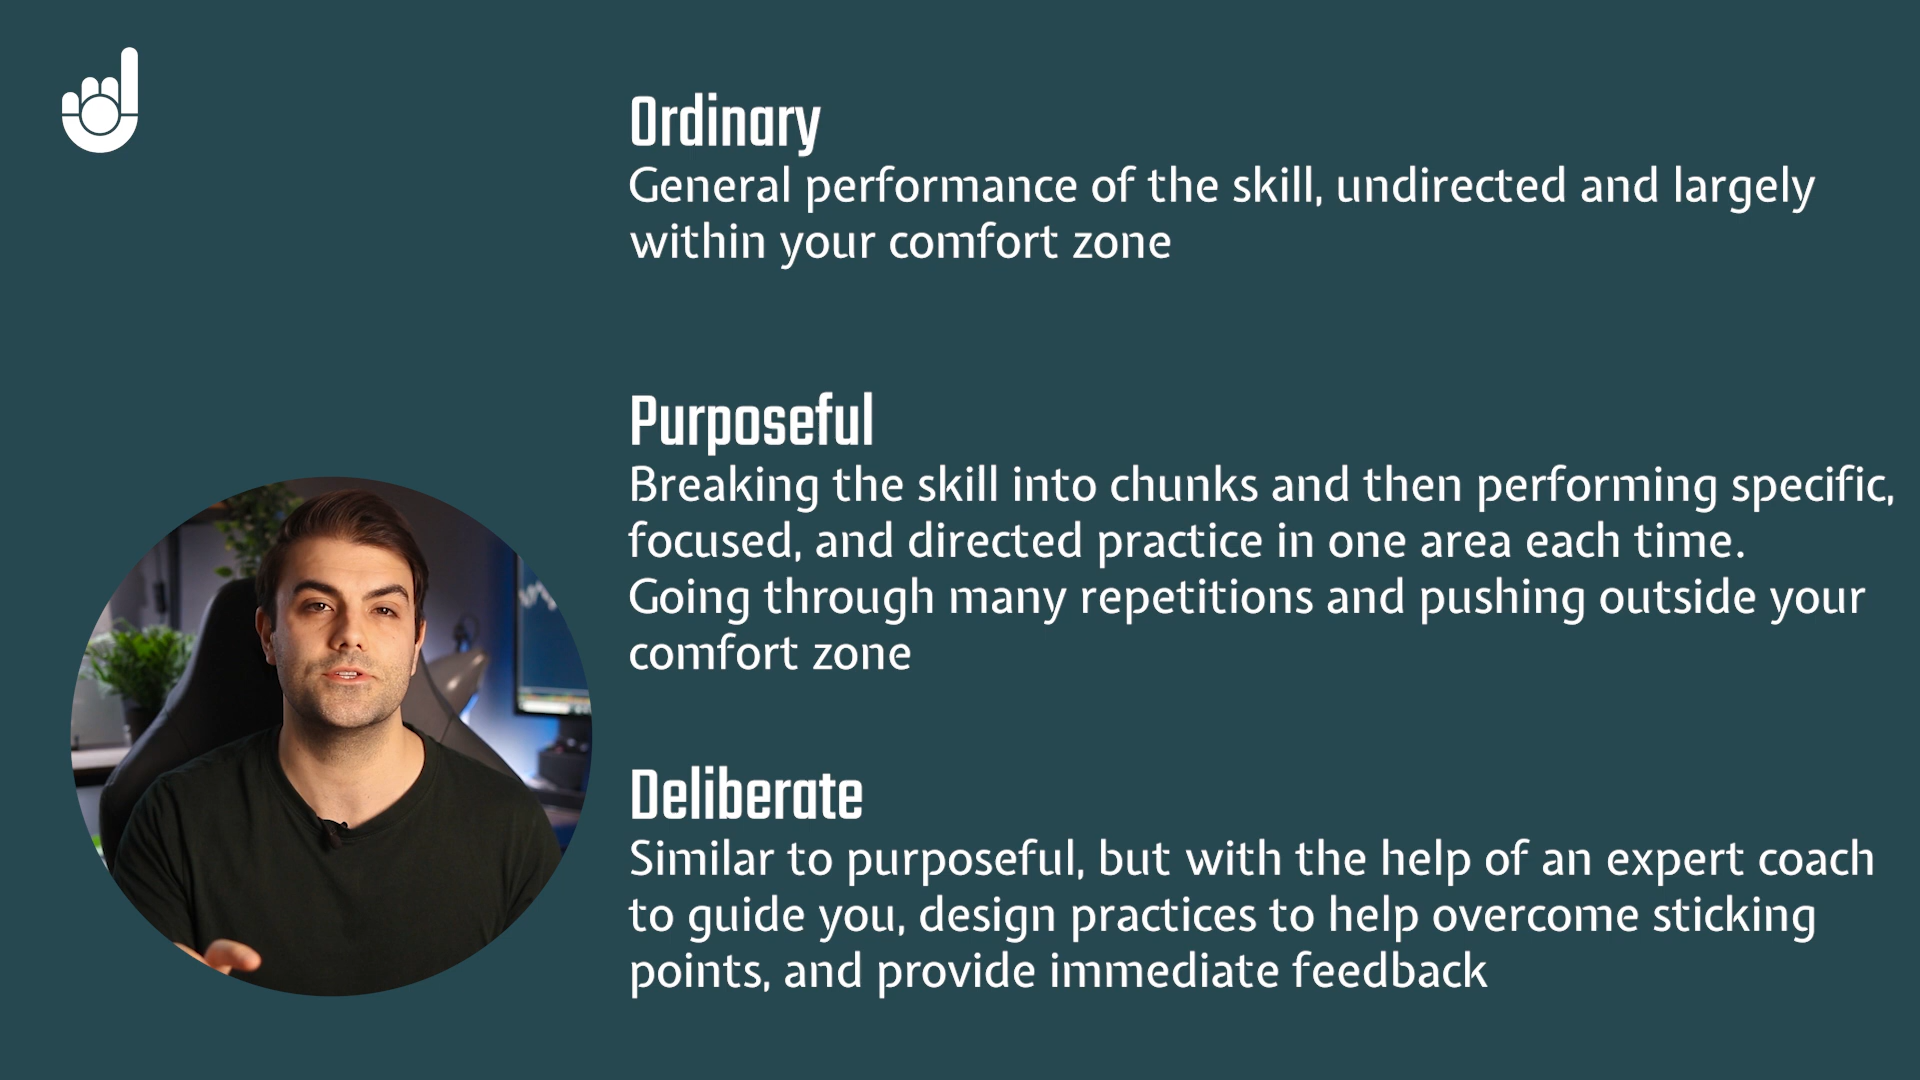 Ordinary
General performance of the skill, undirected and largely
within your comfort zone
Purposeful
Breaking the skill into chunks and then performing specific,
focused, and directed practice in one area each time.
Going through many repetitions and pushing outside your
comfort zone
Deliberate
Similar to purposeful, but with the help of an expert coach
to guide you, design practices to help overcome sticking
points, and provide immediate feedback